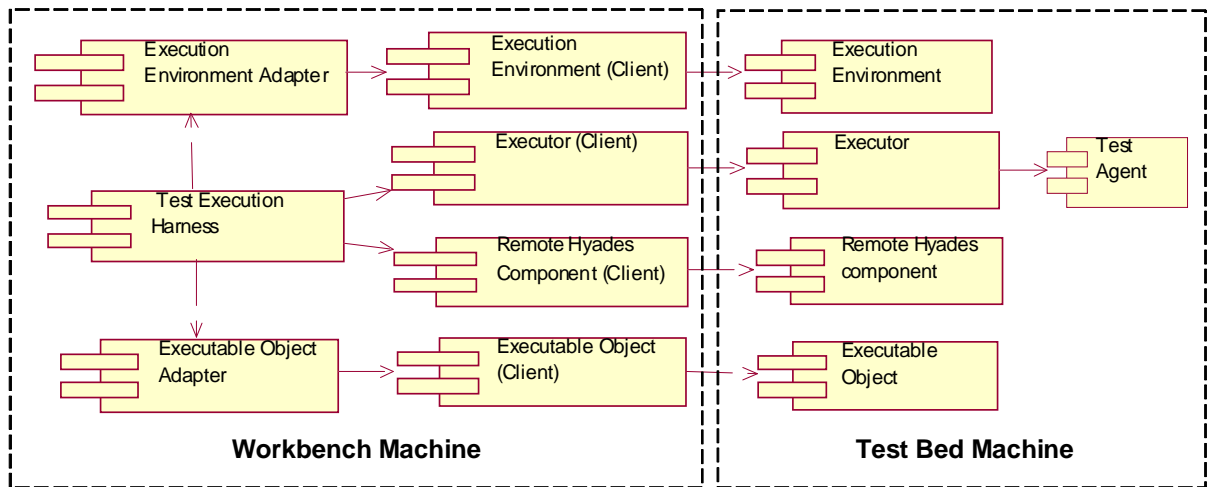 Execution
Environment Adapter
Execution
Environment (Client)
Execution
Environment
Executor (Client)
Executor
Test
Agent
Test Execution
Harness
Remote Hyades
Component (Client)
Remote Hyades
component
Executable Object
Adapter
Executable Object
(Client)
Executable
Object
Workbench Machine
Test Bed Machine